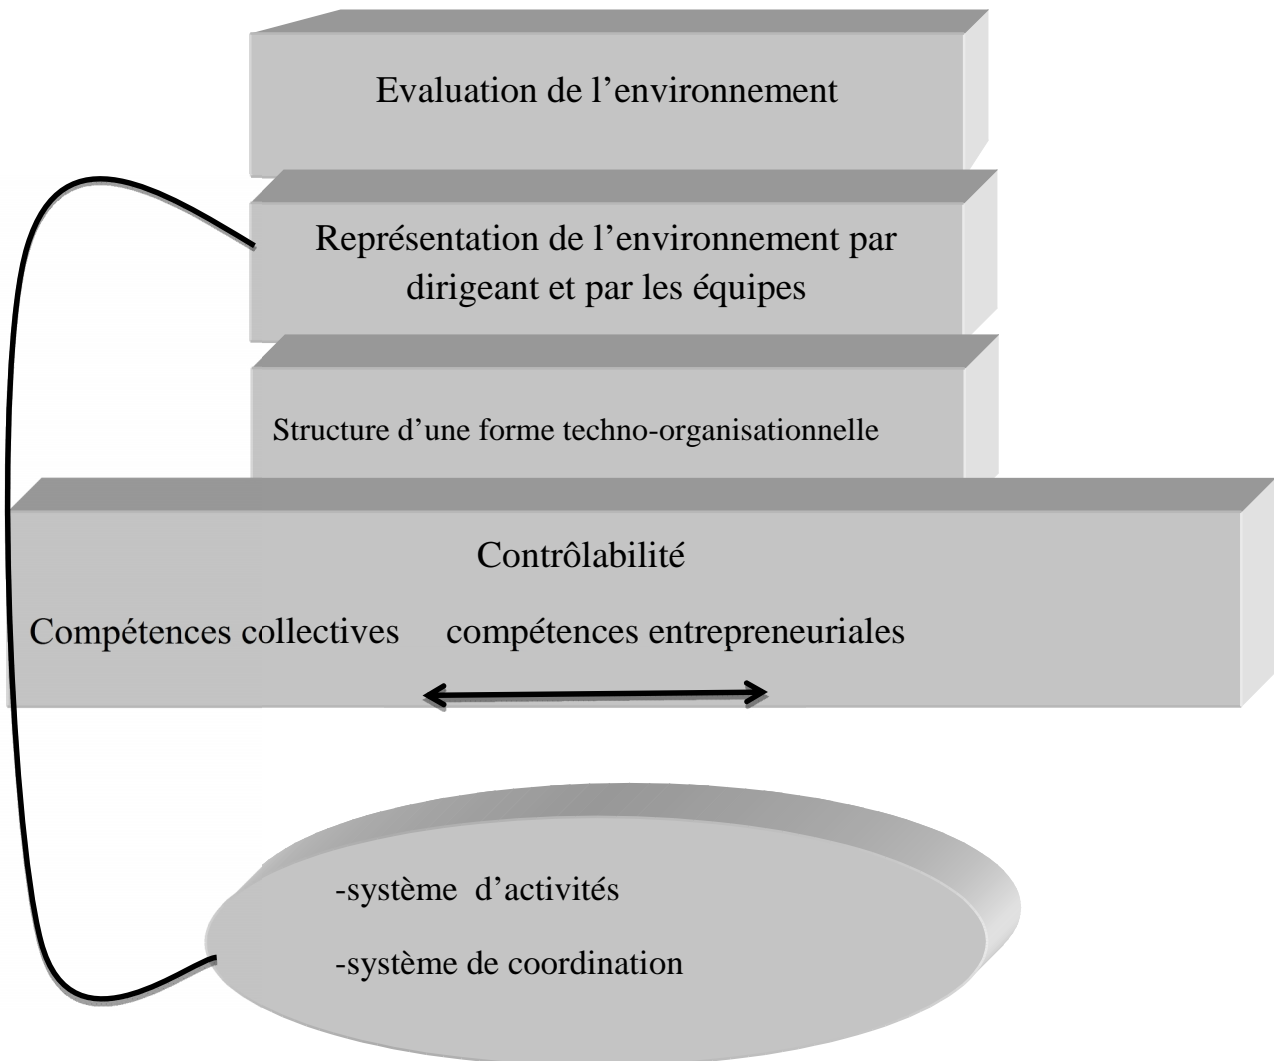 Evaluation de l’environnement
Représentation de l’environnement par
dirigeant et par les équipes
Structure d’une forme techno-organisationnelle
Contrôlabilité
Compétences collectives compétences entrepreneuriales
-système d’activités
-système de coordination